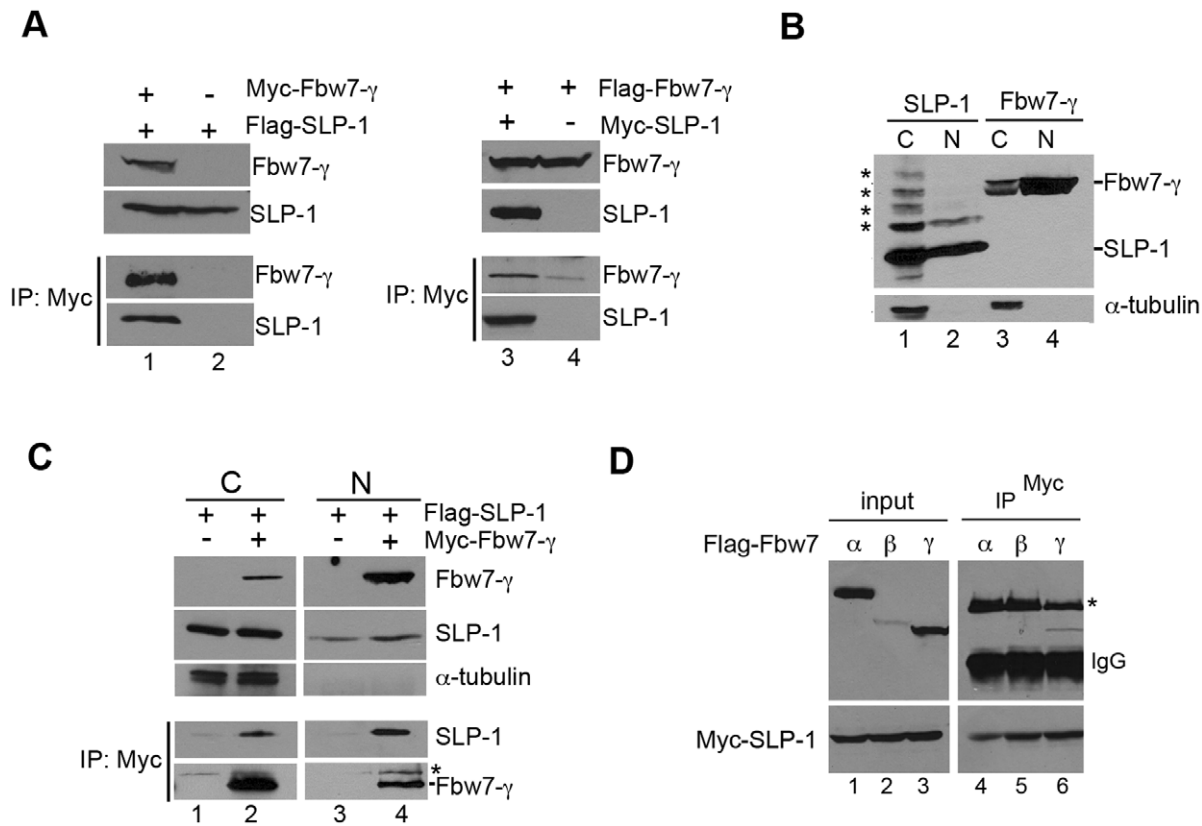 A
+ - Myc-Fbw7-γ
+ + Flag-SLP-1
Fbw7-γ
SLP-1
IP: Myc
Fbw7-γ
SLP-1
1 2
+ + Flag-Fbw7-γ
+ - Myc-SLP-1
Fbw7-γ
SLP-1
IP: Myc
Fbw7-γ
SLP-1
3 4
B
SLP-1 Fbw7-γ
C N C N
*
*
*
*
-Fbw7-γ
-SLP-1
α-tubulin
1 2 3 4
C
C N
+ + + + Flag-SLP-1
- + - + Myc-Fbw7-γ
Fbw7-γ
SLP-1
α-tubulin
IP: Myc
SLP-1
*
-Fbw7-γ
1 2 3 4
D
input IP Myc
Flag-Fbw7 α β γ α β γ
*
IgG
Myc-SLP-1
1 2 3 4 5 6